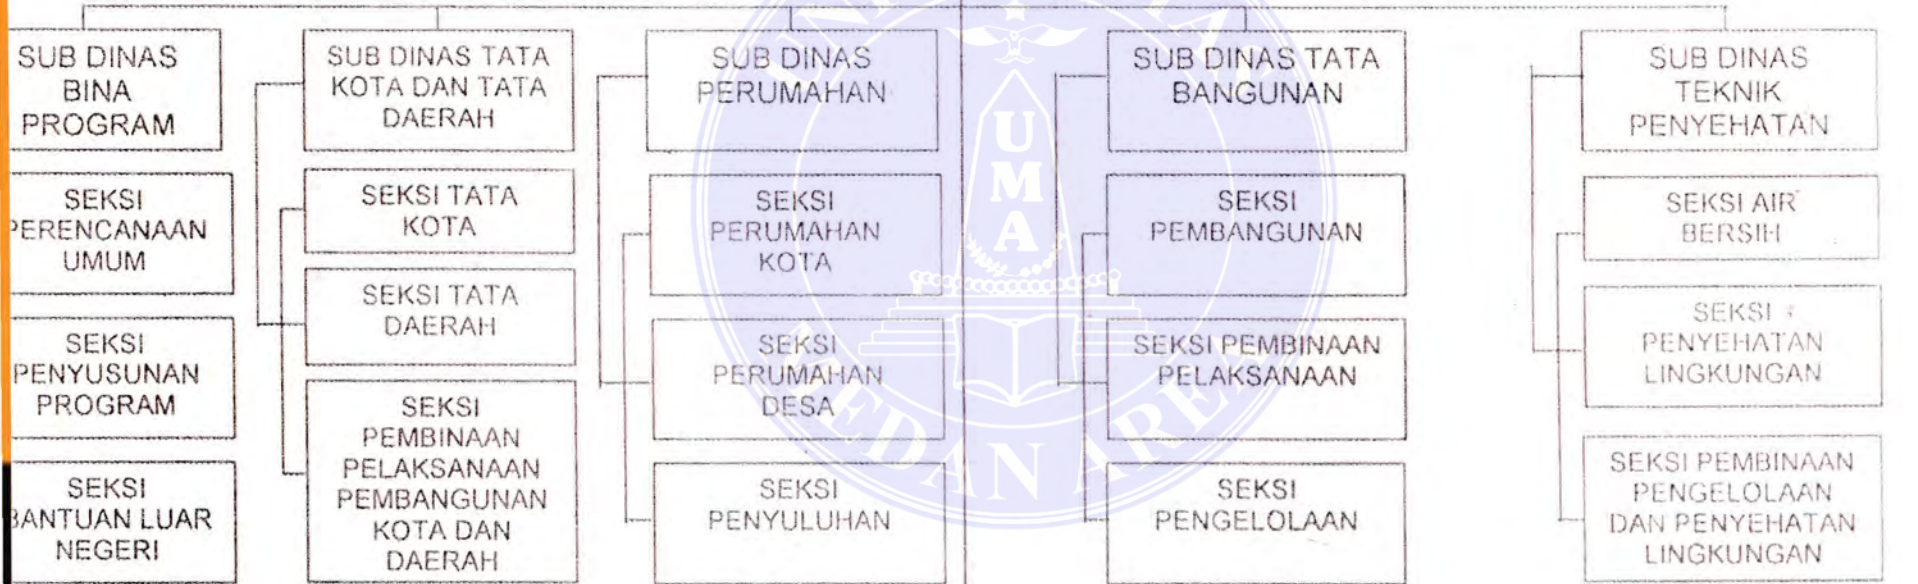 SUB DINAS
BINA
PROGRAM
SEKSI
PERENCANAAN
UMUM
SEKSI
PENYUSUNAN
PROGRAM
SEKSI
BANTUAN LUAR
NEGERI
SUB DINAS TATA
KOTA DAN TATA
DAERAH
SEKSI TATA
KOTA
SEKSI TATA
DAERAH
SEKSI
PEMBINAAN
PELAKSANAAN
PEMBANGUNAN
KOTA DAN
DAERAH
SUB DINAS
PERUMAHAN
SEKSI
PERUMAHAN
KOTA
SEKSI
PERUMAHAN
DESA
SEKSI
PENYULUHAN
SUB DINAS TATA
BANGUNAN
SEKSI
PEMBANGUNAN
SEKSI PEMBINAAN
PELAKSANAAN
SEKSI
PENGELOLAAN
SUB DINAS
TEKNIK
PENYEHATAN
SEKSI AIR
BERSIH
SEKSI
PENYEHATAN
LINGKUNGAN
SEKSI PEMBINAAN
PENGELOLAAN
DAN PENYEHATAN
LINGKUNGAN
UMA
MEDAN AREA